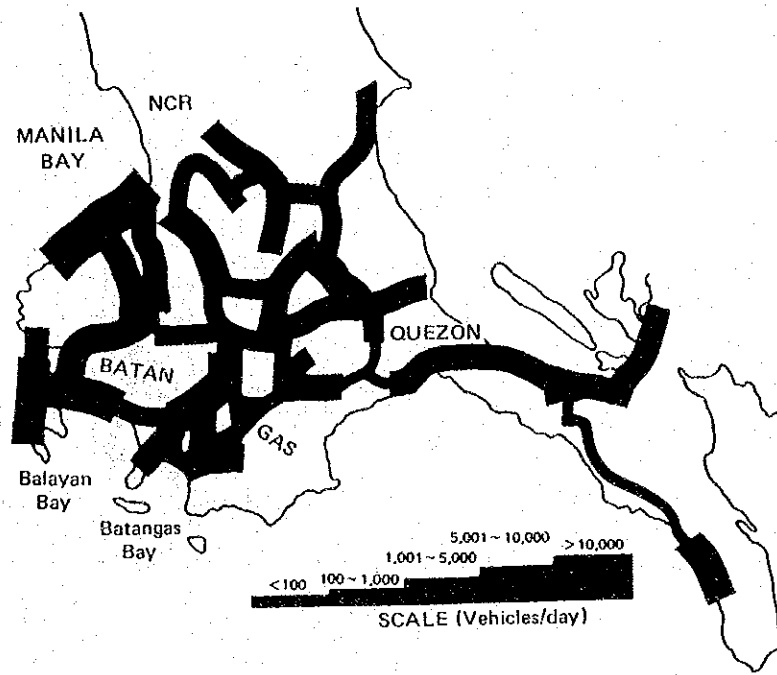 NCR
MANILA
BAY
QUEZON
BATAN
GAS
Balayan
Bay
Batangas
Bay
5,001~10,000 >10,000
1,001~5,000
<100 100~1,000
SCALE (Vehicles/day)